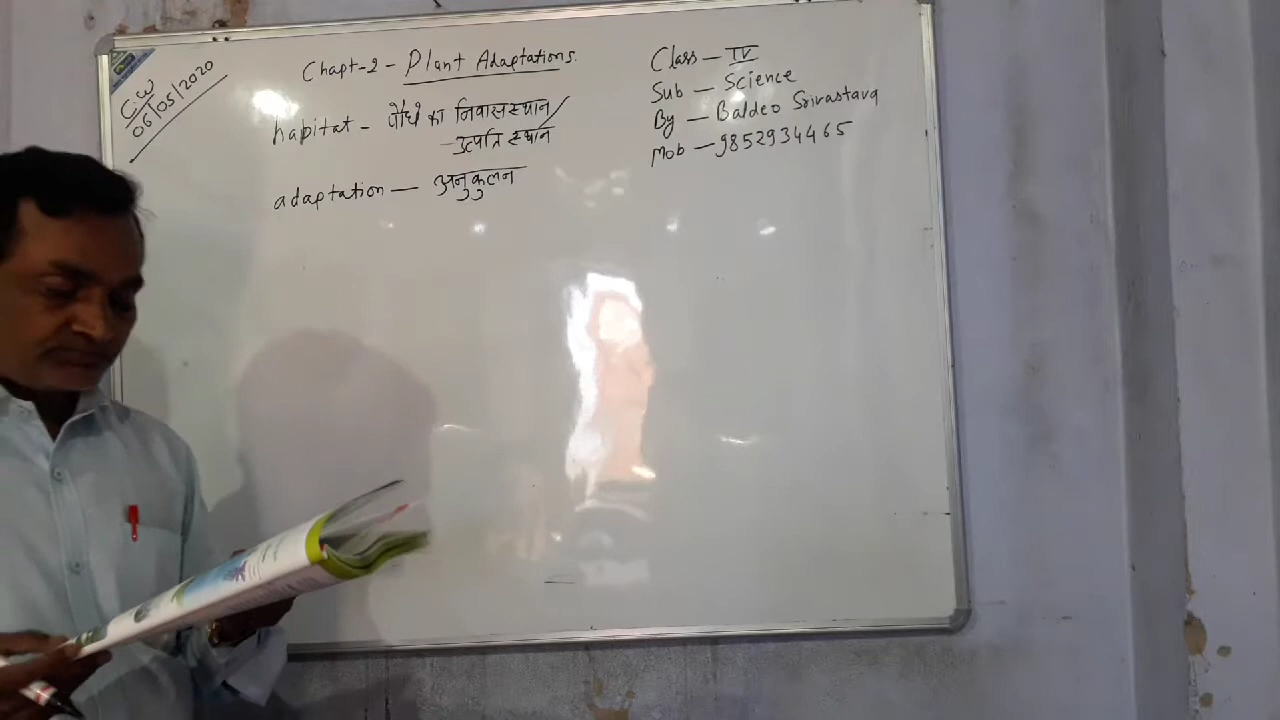 CW
06/05/2020
Chapt-2 - Plant Adaptations.
habitat - पौधे का निवासस्थान/
- उत्पत्ति स्थान
adaptation — अनुकुलन
Class — IV
Sub — Science
By — Baldeo Srivastava
Mob — 9852934465